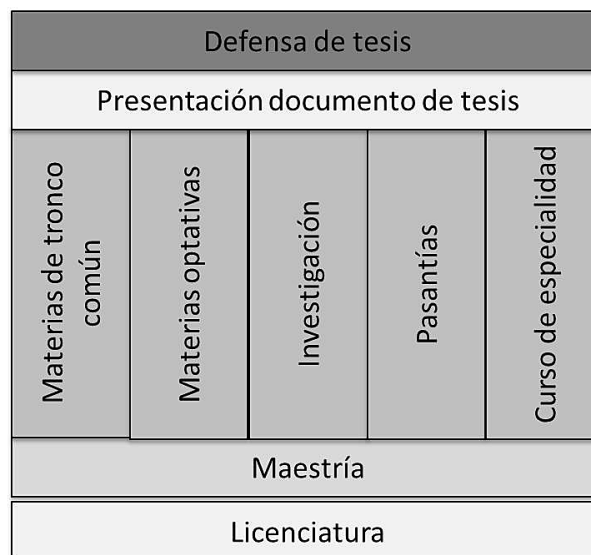 Defensa de tesis
Presentación documento de tesis
Materias de tronco
común
Materias optativas
Investigación
Pasantías
Curso de especialidad
Maestría
Licenciatura